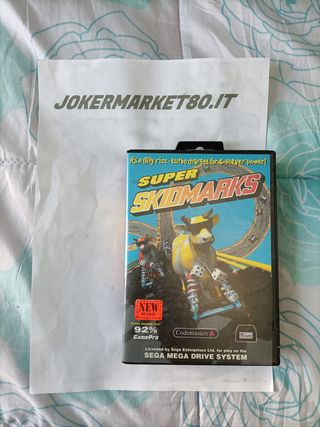 JOKERMARKET80.IT
It's a rally riot - turbo charged for 4-player power!
SUPER
SKIDMARKS
NEW
92%
GamePro
Codemasters
Licensed by Sega Enterprises Ltd. for play on the
SEGA MEGA DRIVE SYSTEM